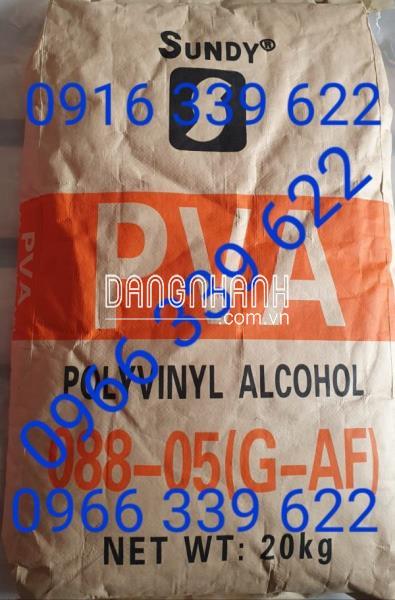 SUNDY®
0916 339 622
PVA
PVA
0966 339 622
DANGNHANH
.com.vn
POLYVINYL ALCOHOL
088-05(G-AF)
0966 339 622
NET WT: 20kg